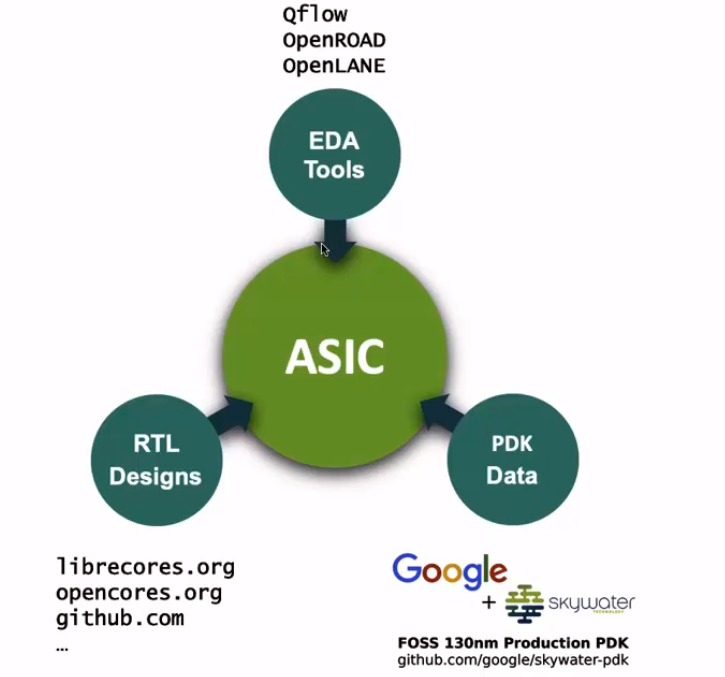 Qflow
OpenROAD
OpenLANE
EDA
Tools
ASIC
RTL
Designs
PDK
Data
librecores.org
opencores.org
github.com
...
Google
+ skywater
TECHNOLOGY
FOSS 130nm Production PDK
github.com/google/skywater-pdk